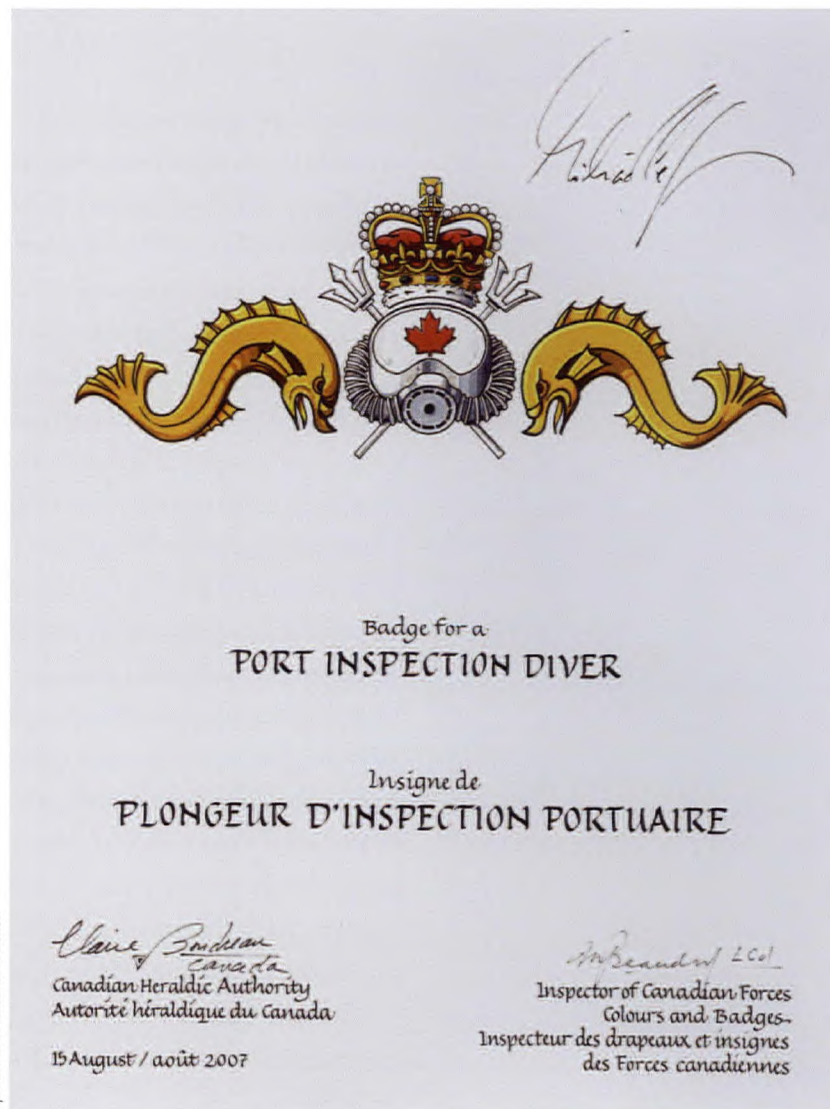 Badge for a
PORT INSPECTION DIVER
Insigne de
PLONGEUR D'INSPECTION PORTUAIRE
Claire Boudreau
Canada
Canadian Heraldic Authority
Autorité héraldique du Canada
15 August / août 2007
MBeaudry LCol
Inspector of Canadian Forces
Colours and Badges
Inspecteur des drapeaux et insignes
des Forces canadiennes